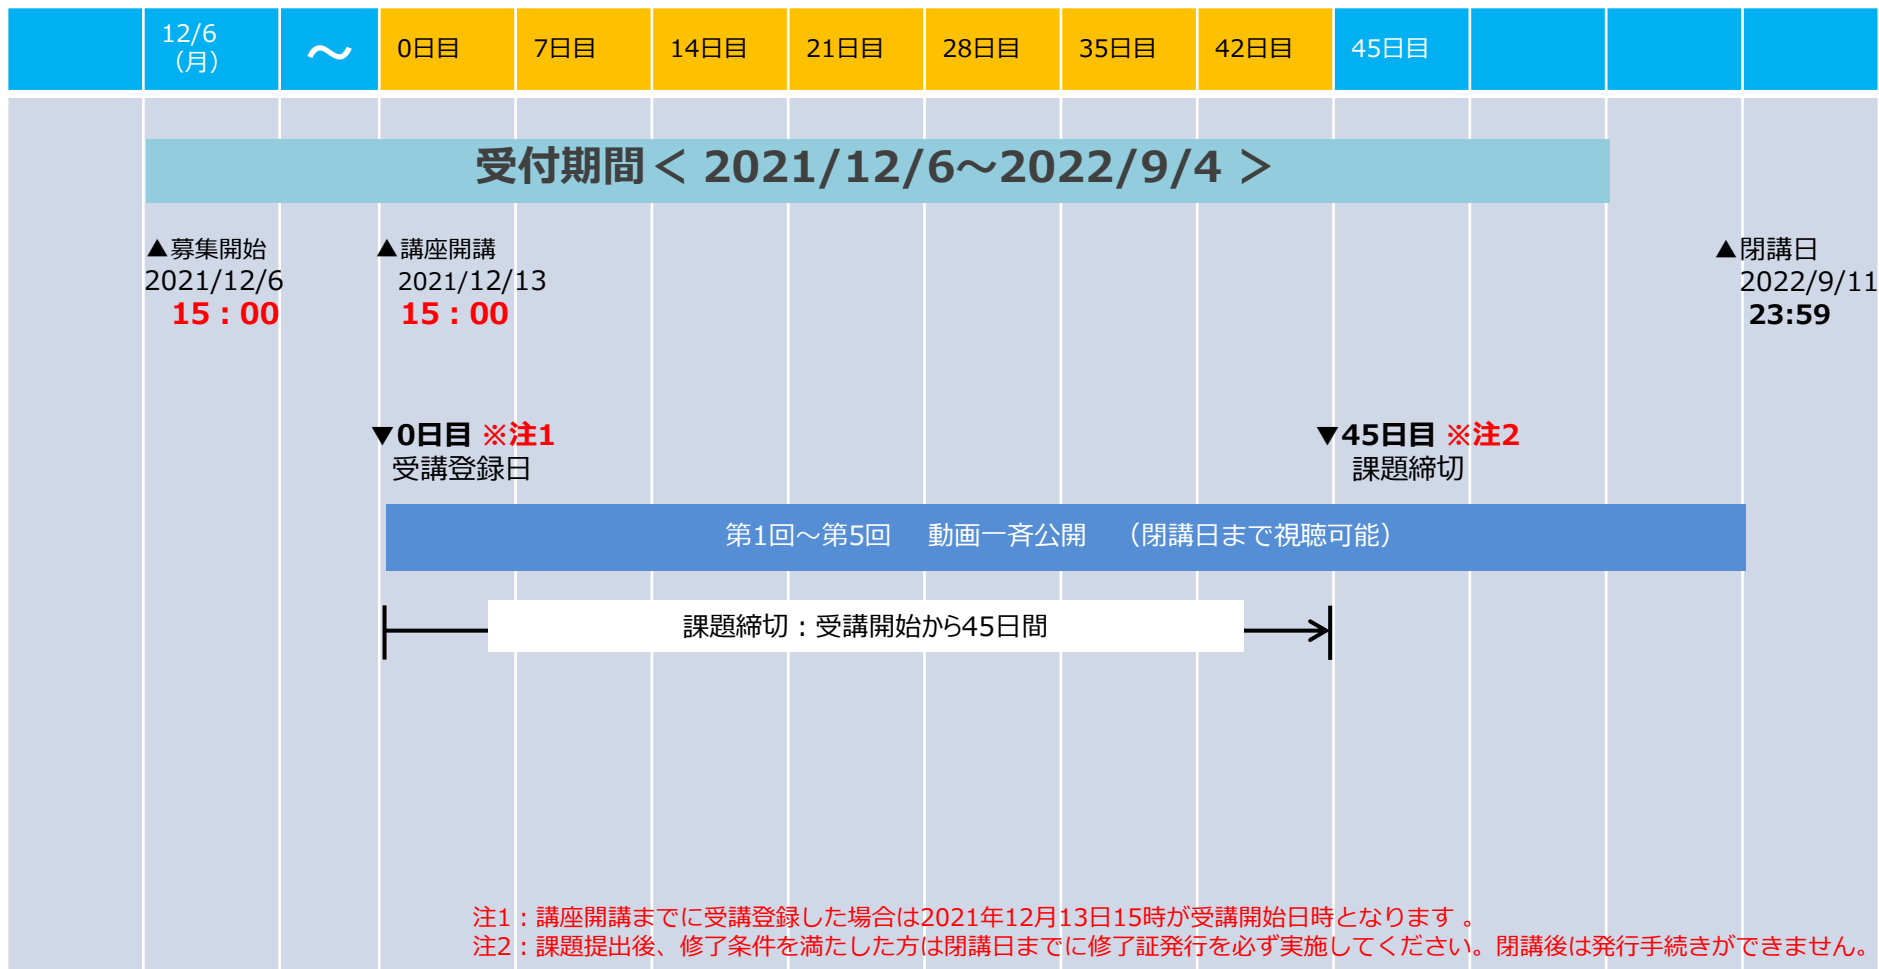 12/6
（月）
～
0日目
7日目
14日目
21日目
28日目
35日目
42日目
45日目
受付期間＜ 2021/12/6～2022/9/4 ＞
▲募集開始
2021/12/6
15：00
▲講座開講
2021/12/13
15：00
▲閉講日
2022/9/11
23:59
▼0日目 ※注1
受講登録日
▼45日目 ※注2
課題締切
第1回～第5回　動画一斉公開　（閉講日まで視聴可能）
課題締切：受講開始から45日間
注1：講座開講までに受講登録した場合は2021年12月13日15時が受講開始日時となります 。
注2：課題提出後、修了条件を満たした方は閉講日までに修了証発行を必ず実施してください。閉講後は発行手続きができません。